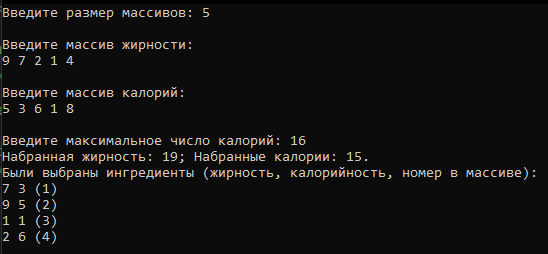 Введите размер массивов: 5
Введите массив жирности:
9 7 2 1 4
Введите массив калорий:
5 3 6 1 8
Введите максимальное число калорий: 16
Набранная жирность: 19; Набранные калории: 15.
Были выбраны ингредиенты (жирность, калорийность, номер в массиве):
7 3 (1)
9 5 (2)
1 1 (3)
2 6 (4)